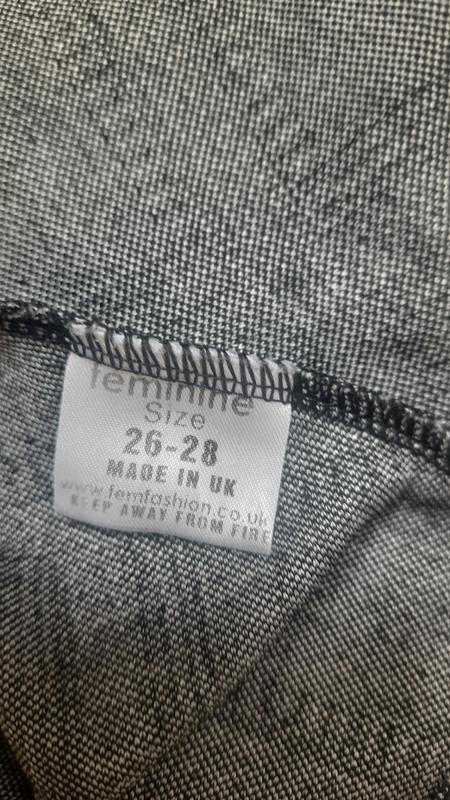 feminine
Size
26-28
MADE IN UK
www.femfashion.co.uk
KEEP AWAY FROM FIRE